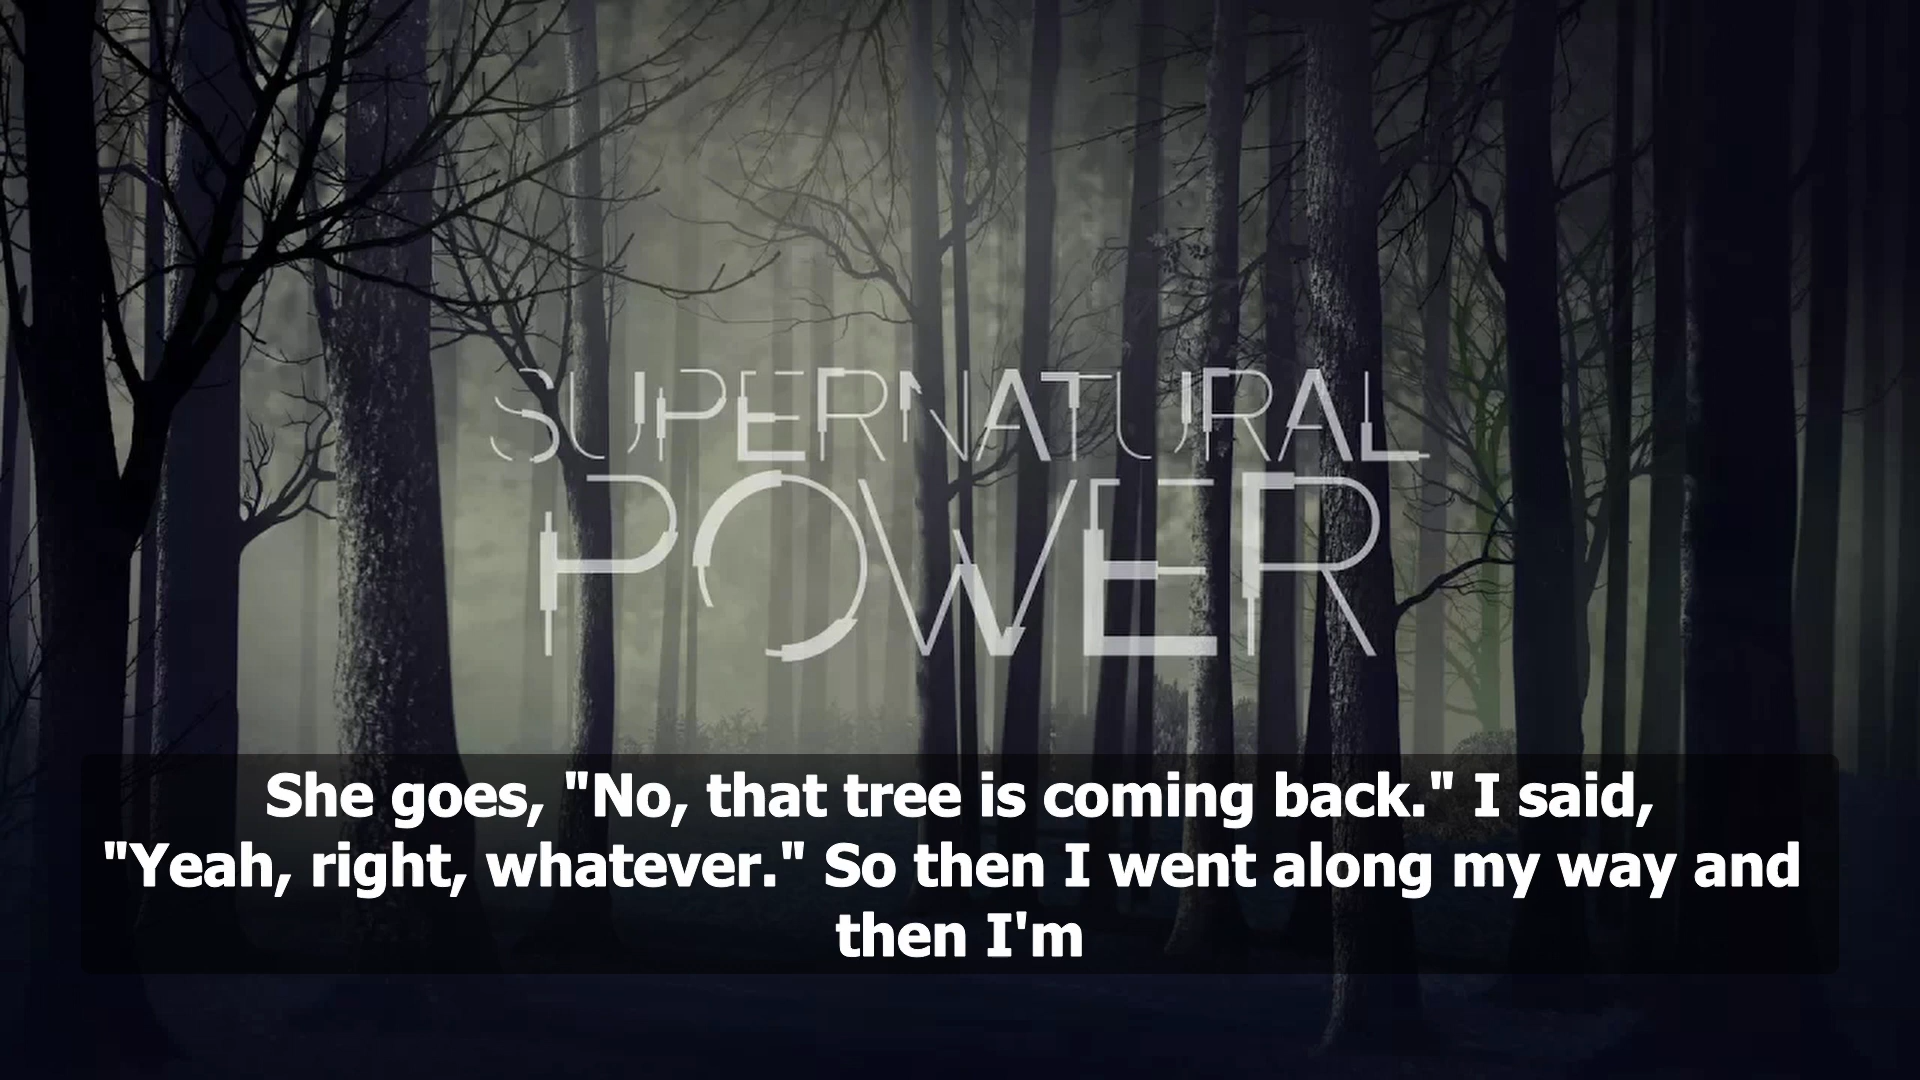 SUPERNATURAL
POWER
She goes, "No, that tree is coming back." I said,
"Yeah, right, whatever." So then I went along my way and
then I'm